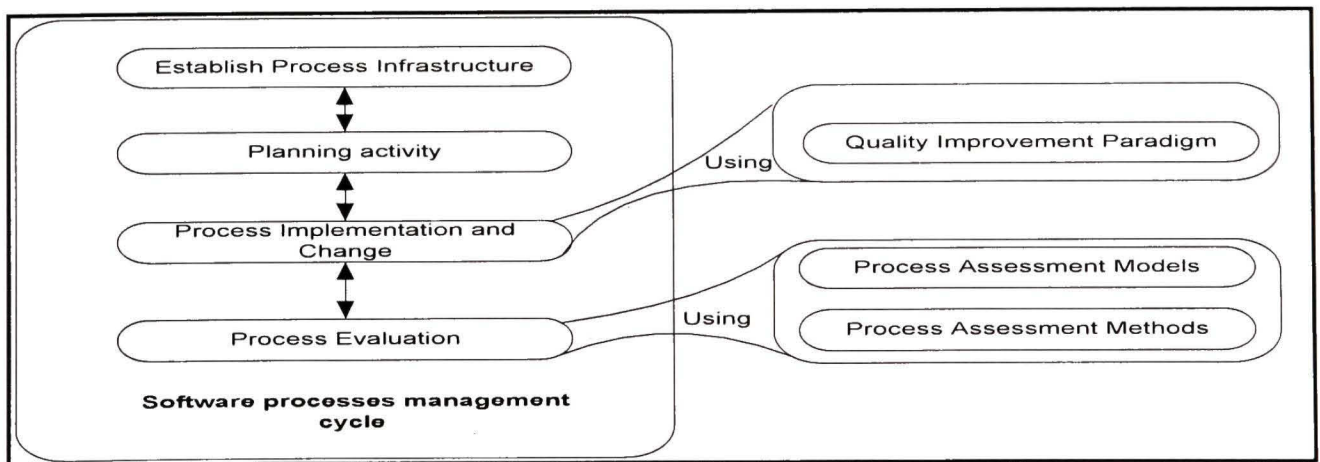 Establish Process Infrastructure
Planning activity
Process Implementation and
Change
Process Evaluation
Software processes management
cycle
Using
Quality Improvement Paradigm
Using
Process Assessment Models
Process Assessment Methods